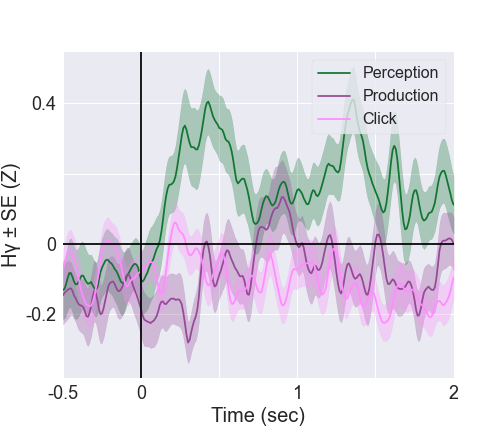 Perception
Production
Click
0.4
0
-0.2
Hγ ± SE (Z)
-0.5
0
1
2
Time (sec)